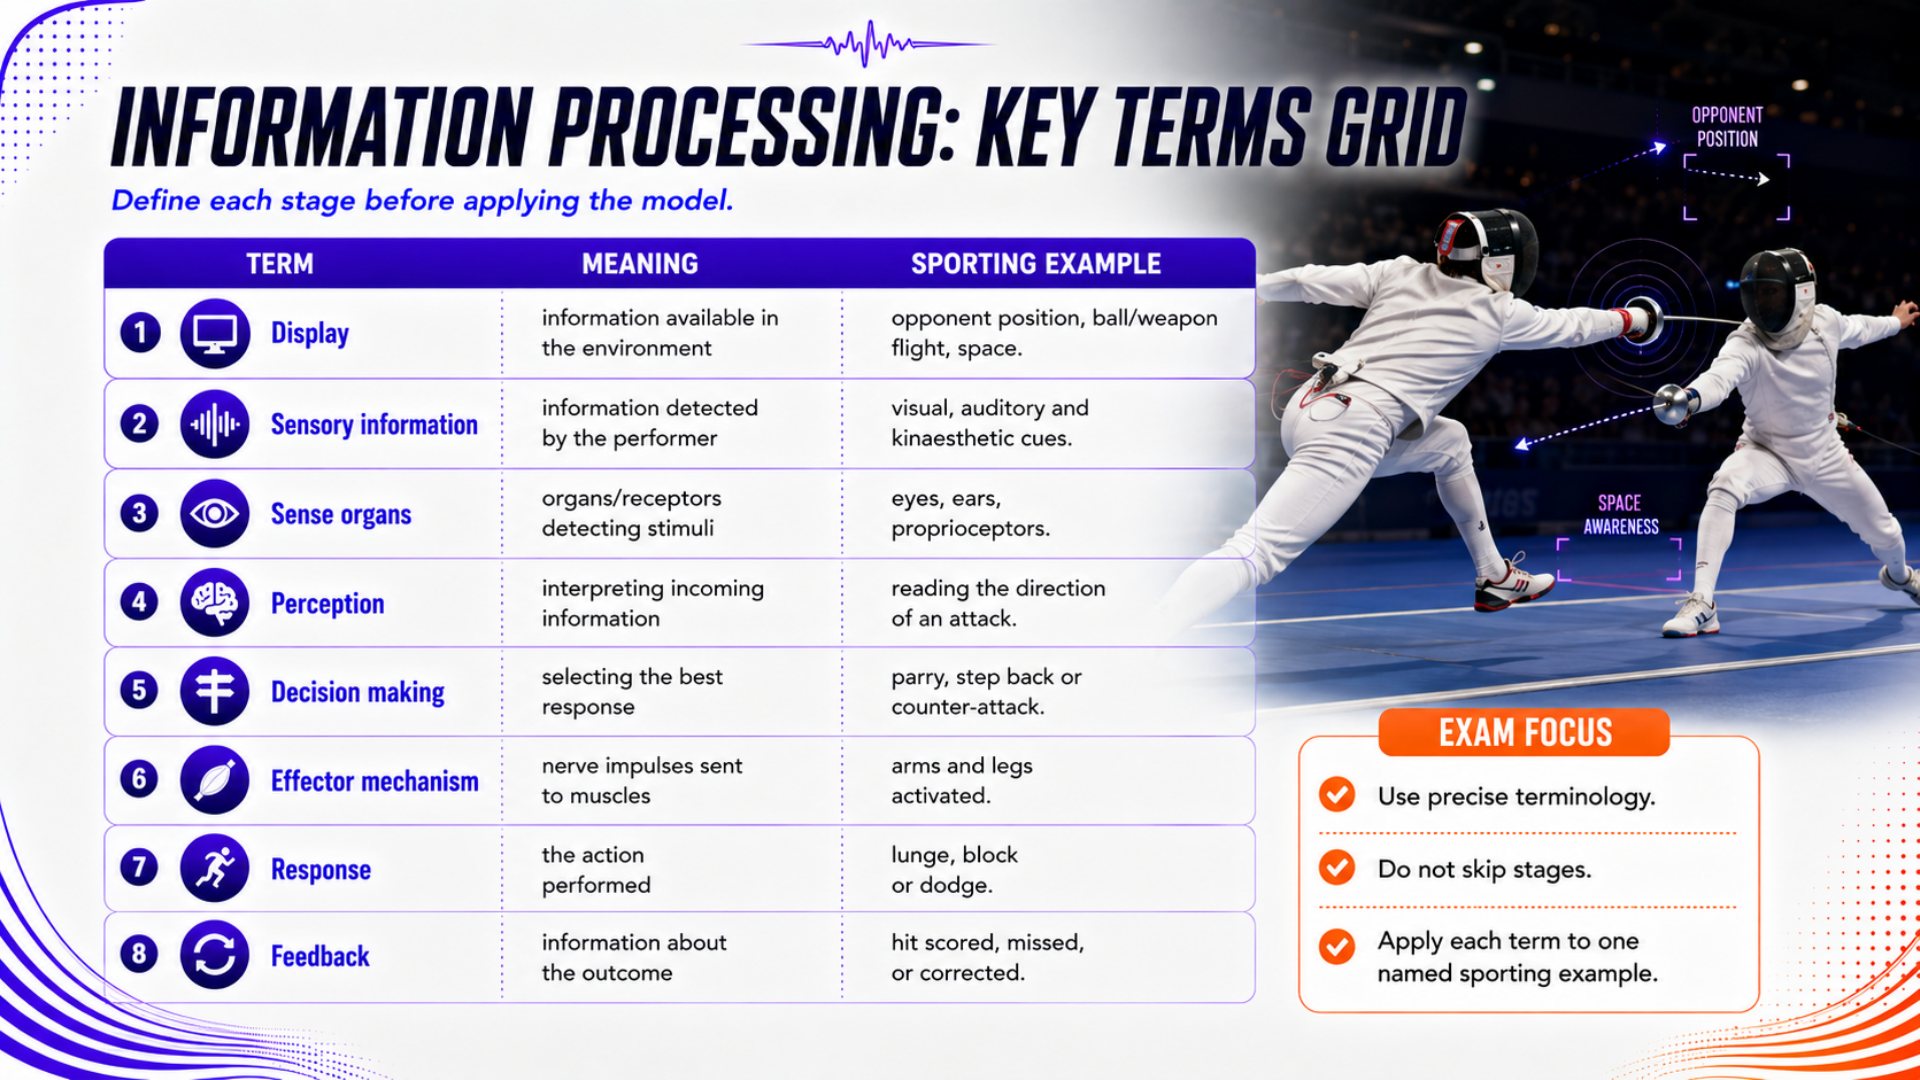 INFORMATION PROCESSING: KEY TERMS GRID
Define each stage before applying the model.
TERM MEANING SPORTING EXAMPLE
1 Display
information available in
the environment
opponent position, ball/weapon
flight, space.
2 Sensory information
information detected
by the performer
visual, auditory and
kinaesthetic cues.
3 Sense organs
organs/receptors
detecting stimuli
eyes, ears,
proprioceptors.
4 Perception
interpreting incoming
information
reading the direction
of an attack.
5 Decision making
selecting the best
response
parry, step back or
counter-attack.
6 Effector mechanism
nerve impulses sent
to muscles
arms and legs
activated.
7 Response
the action
performed
lunge, block
or dodge.
8 Feedback
information about
the outcome
hit scored, missed,
or corrected.
OPPONENT
POSITION
SPACE
AWARENESS
EXAM FOCUS
Use precise terminology.
Do not skip stages.
Apply each term to one
named sporting example.